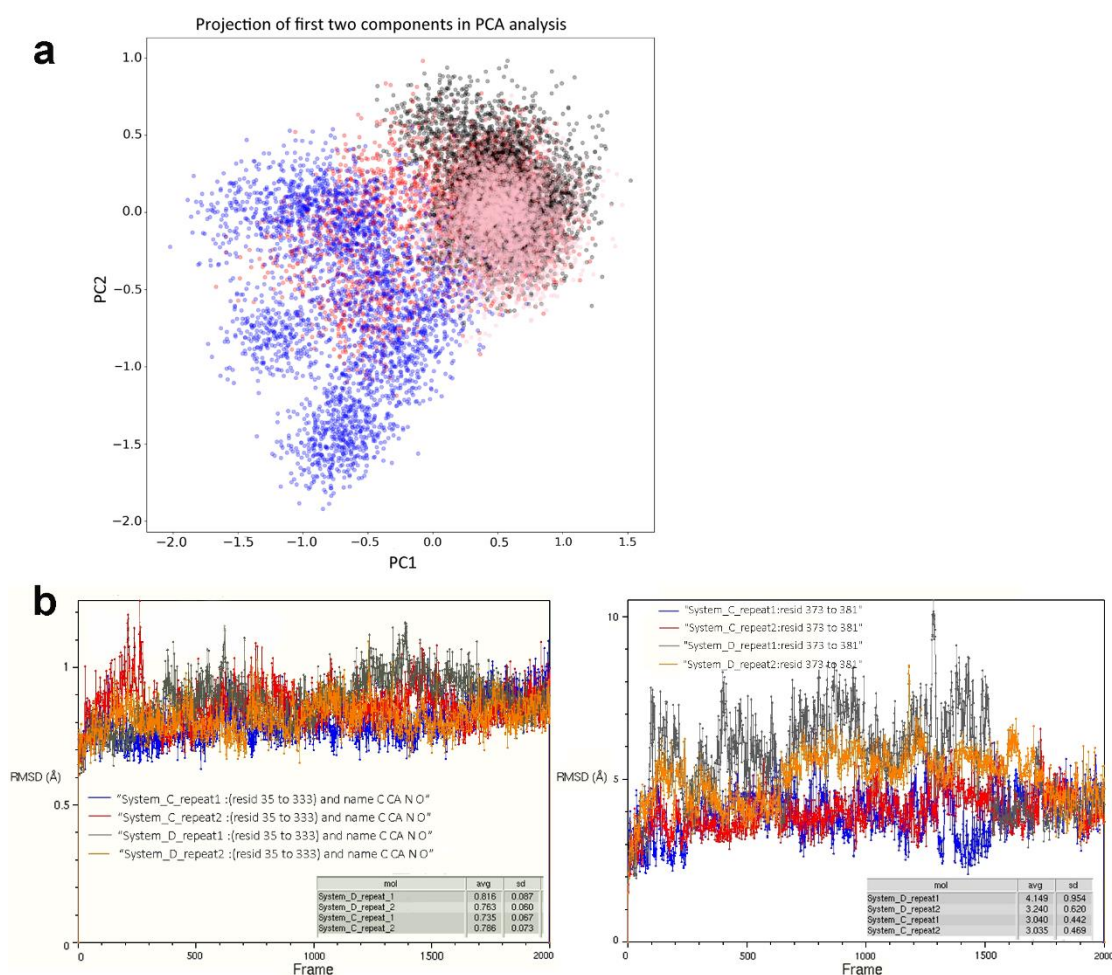 Projection of first two components in PCA analysis
a
1.0
0.5
0.0
−0.5
−1.0
−1.5
−2.0
PC2
−2.0 −1.5 −1.0 −0.5 0.0 0.5 1.0 1.5
PC1
b
1
0.5
0
RMSD (Å)
"System_C_repeat1 :(resid 35 to 333) and name C CA N O"
"System_C_repeat2 :(resid 35 to 333) and name C CA N O"
"System_D_repeat1 :(resid 35 to 333) and name C CA N O"
"System_D_repeat2 :(resid 35 to 333) and name C CA N O"
mol avg sd
System_D_repeat_1 0.816 0.087
System_D_repeat_2 0.763 0.060
System_C_repeat_1 0.735 0.067
System_C_repeat_2 0.786 0.073
0 500 1000 1500 2000
Frame
"System_C_repeat1:resid 373 to 381"
"System_C_repeat2:resid 373 to 381"
"System_D_repeat1:resid 373 to 381"
"System_D_repeat2:resid 373 to 381"
10
5
0
RMSD (Å)
mol avg sd
System_D_repeat1 4.149 0.954
System_D_repeat2 3.240 0.620
System_C_repeat1 3.040 0.442
System_C_repeat2 3.035 0.469
0 500 1000 1500 2000
Frame